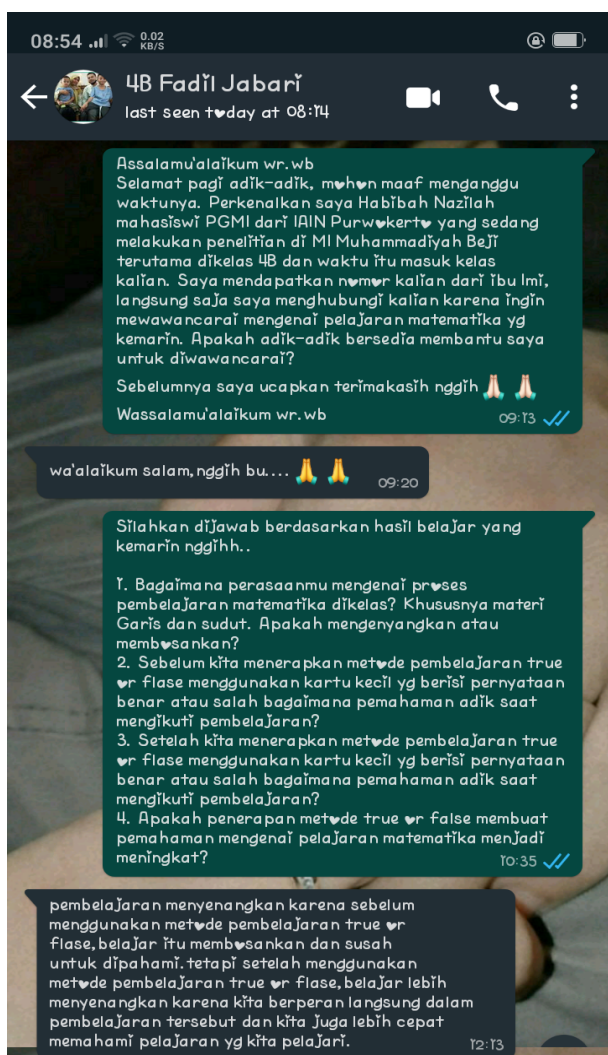 08:54 0.02 KB/S
4B Fadil Jabari
last seen today at 08:14
Assalamu'alaikum wr.wb
Selamat pagi adik-adik, mohon maaf menganggu
waktunya. Perkenalkan saya Habibah Nazilah
mahasiswi PGMI dari IAIN Purwokerto yang sedang
melakukan penelitian di MI Muhammadiyah Beji
terutama dikelas 4B dan waktu itu masuk kelas
kalian. Saya mendapatkan nomor kalian dari ibu Imi,
langsung saja saya menghubungi kalian karena ingin
mewawancarai mengenai pelajaran matematika yg
kemarin. Apakah adik-adik bersedia membantu saya
untuk diwawancarai?
Sebelumnya saya ucapkan terimakasih nggih 🙏🏻 🙏🏻
Wassalamu'alaikum wr.wb
09:13
wa'alaikum salam,nggih bu.... 🙏 🙏
09:20
Silahkan dijawab berdasarkan hasil belajar yang
kemarin nggihh..
1. Bagaimana perasaanmu mengenai proses
pembelajaran matematika dikelas? Khususnya materi
Garis dan sudut. Apakah mengenyangkan atau
membosankan?
2. Sebelum kita menerapkan metode pembelajaran true
or flase menggunakan kartu kecil yg berisi pernyataan
benar atau salah bagaimana pemahaman adik saat
mengikuti pembelajaran?
3. Setelah kita menerapkan metode pembelajaran true
or flase menggunakan kartu kecil yg berisi pernyataan
benar atau salah bagaimana pemahaman adik saat
mengikuti pembelajaran?
4. Apakah penerapan metode true or false membuat
pemahaman mengenai pelajaran matematika menjadi
meningkat?
10:35
pembelajaran menyenangkan karena sebelum
menggunakan metode pembelajaran true or
flase,belajar itu membosankan dan susah
untuk dipahami.tetapi setelah menggunakan
metode pembelajaran true or flase,belajar lebih
menyenangkan karena kita berperan langsung dalam
pembelajaran tersebut dan kita juga lebih cepat
memahami pelajaran yg kita pelajari.
12:13